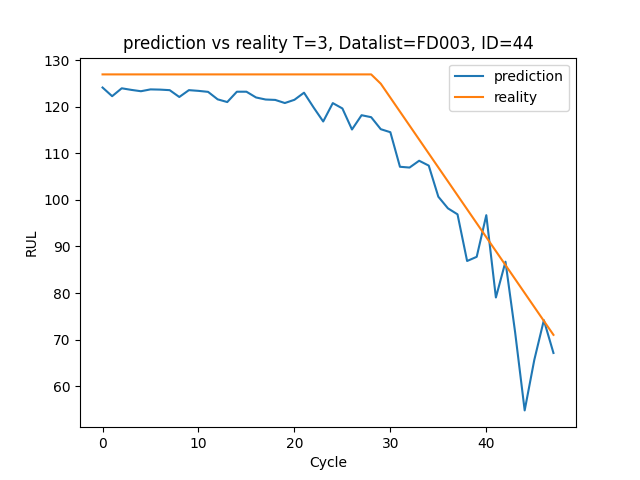 prediction vs reality T=3, Datalist=FD003, ID=44
prediction
reality
130
120
110
100
90
80
70
60
RUL
0 10 20 30 40
Cycle